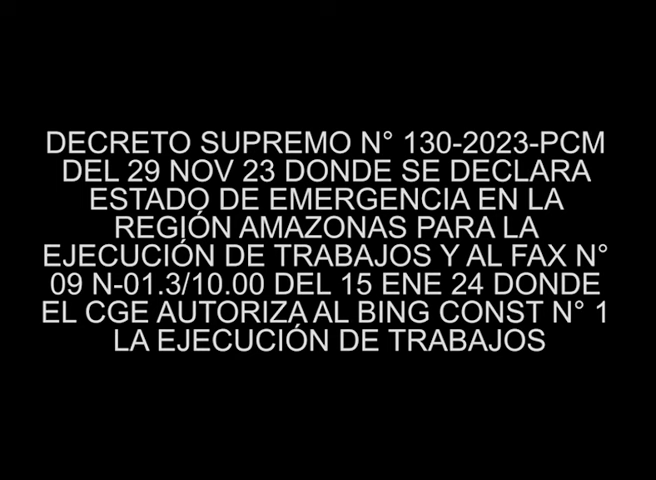 DECRETO SUPREMO N° 130-2023-PCM
DEL 29 NOV 23 DONDE SE DECLARA
ESTADO DE EMERGENCIA EN LA
REGIÓN AMAZONAS PARA LA
EJECUCIÓN DE TRABAJOS Y AL FAX N°
09 N-01.3/10.00 DEL 15 ENE 24 DONDE
EL CGE AUTORIZA AL BING CONST N° 1
LA EJECUCIÓN DE TRABAJOS